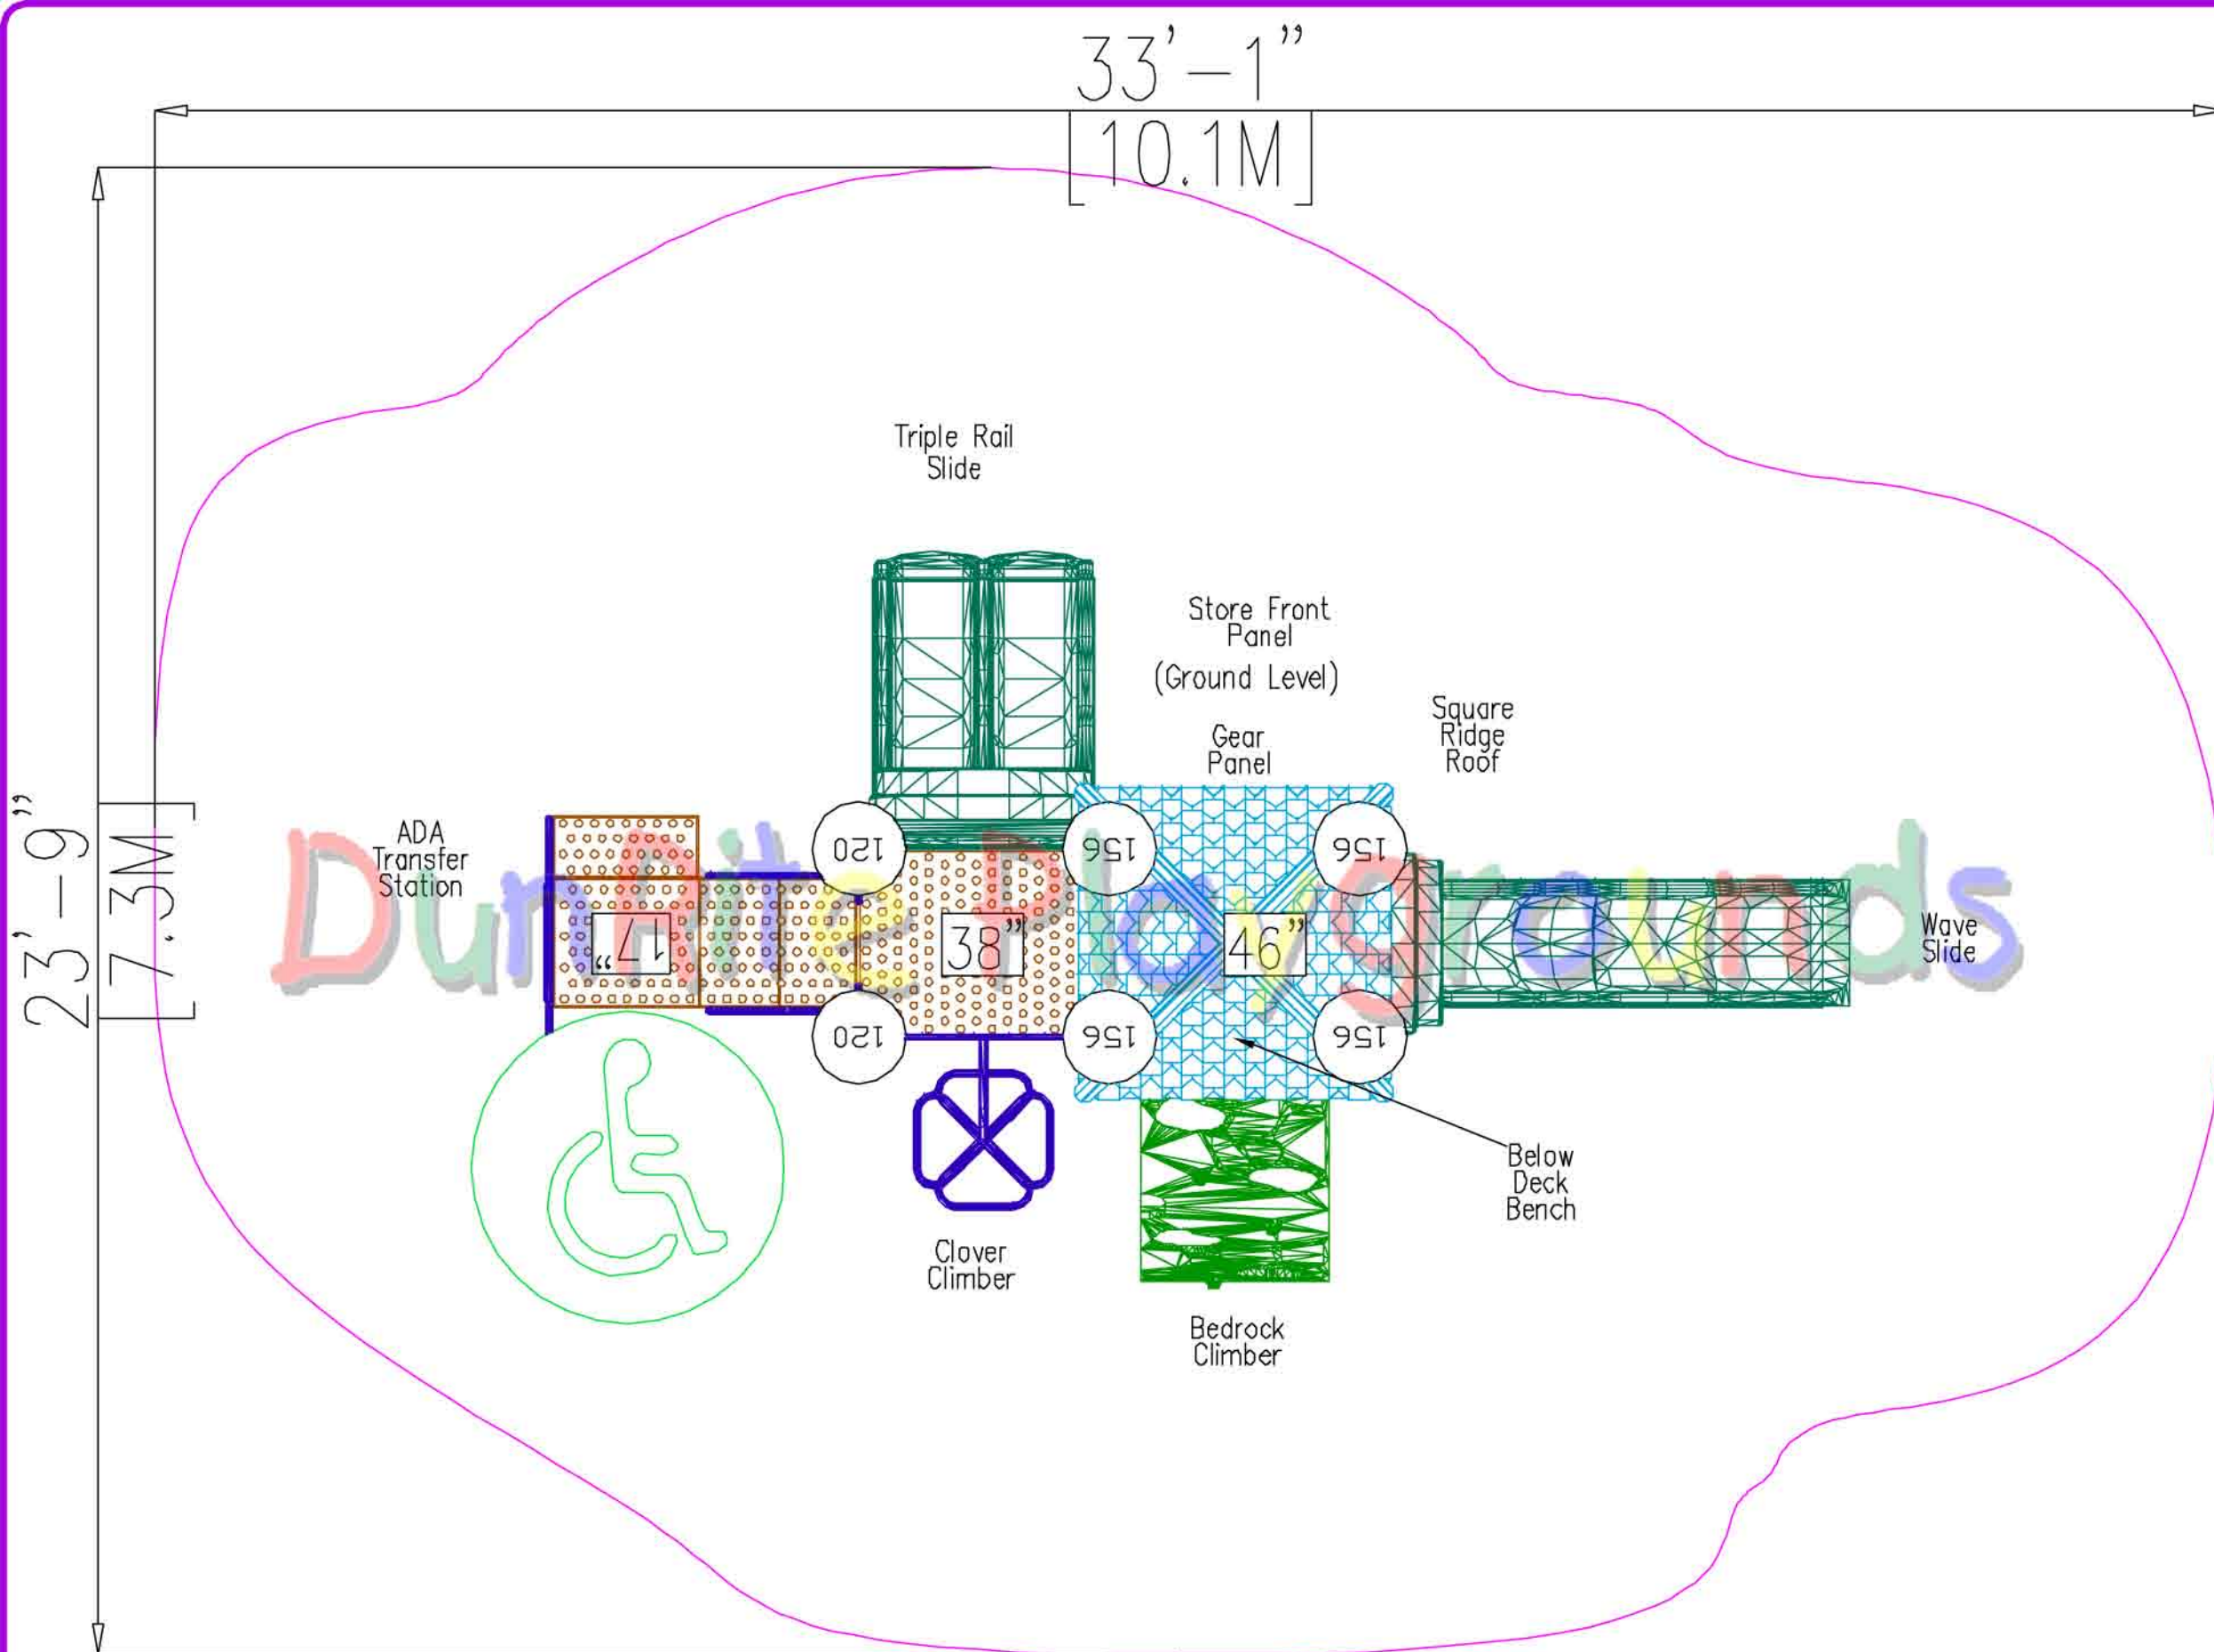 33'-1"
[10.1M]
Triple Rail
Slide
Store Front
Panel
(Ground Level)
Gear
Panel
Square
Ridge
Roof
23'-9"
[7.3M]
ADA
Transfer
Station
120
156
156
DunRite Playgrounds
17"
38"
46"
Wave
Slide
120
156
156
Below
Deck
Bench
Clover
Climber
Bedrock
Climber